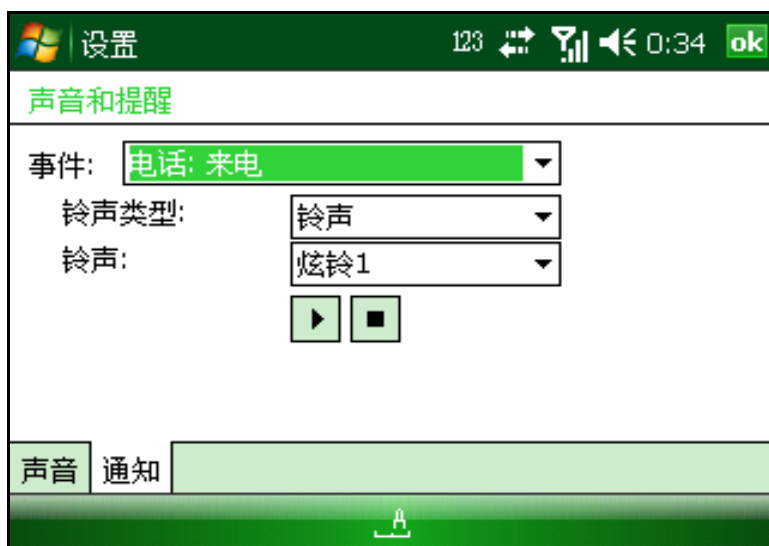 设置 123 0:34 ok
声音和提醒
事件: 电话: 来电
铃声类型: 铃声
铃声: 炫铃1
声音 通知
A